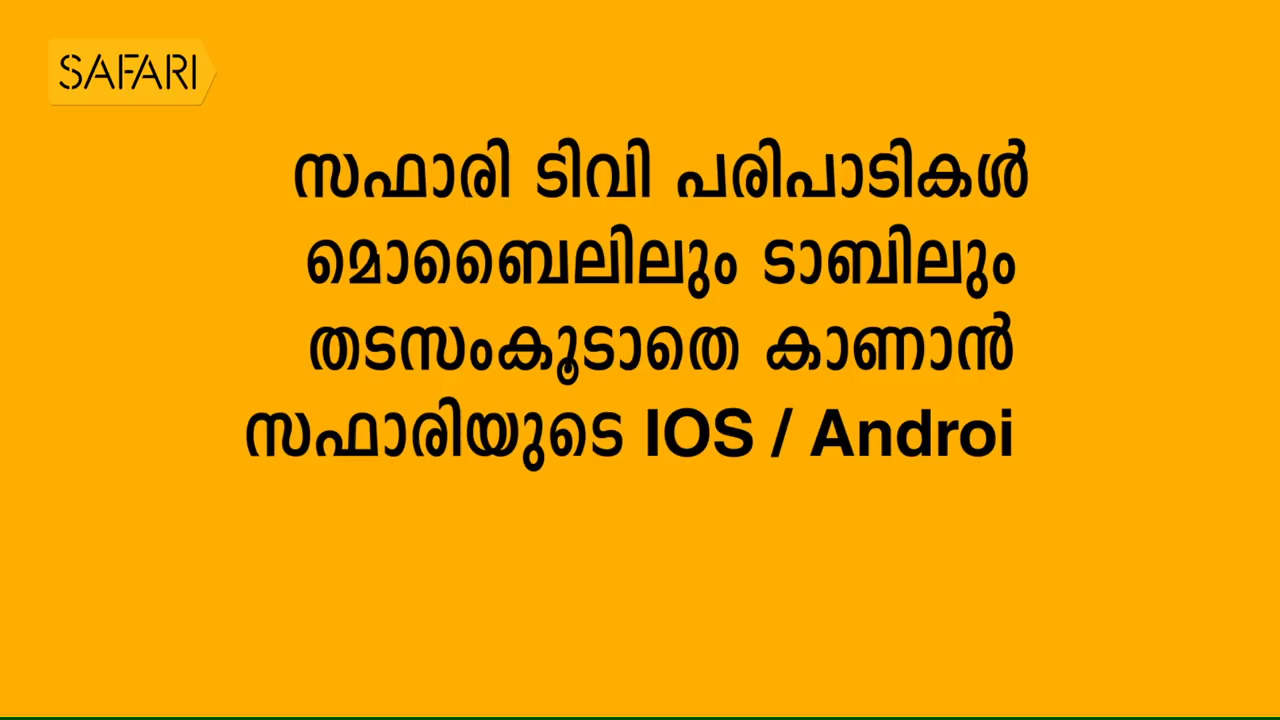 SAFARI
സഫാരി ടിവി പരിപാടികൾ
മൊബൈലിലും ടാബിലും
തടസംകൂടാതെ കാണാൻ
സഫാരിയുടെ IOS / Androi